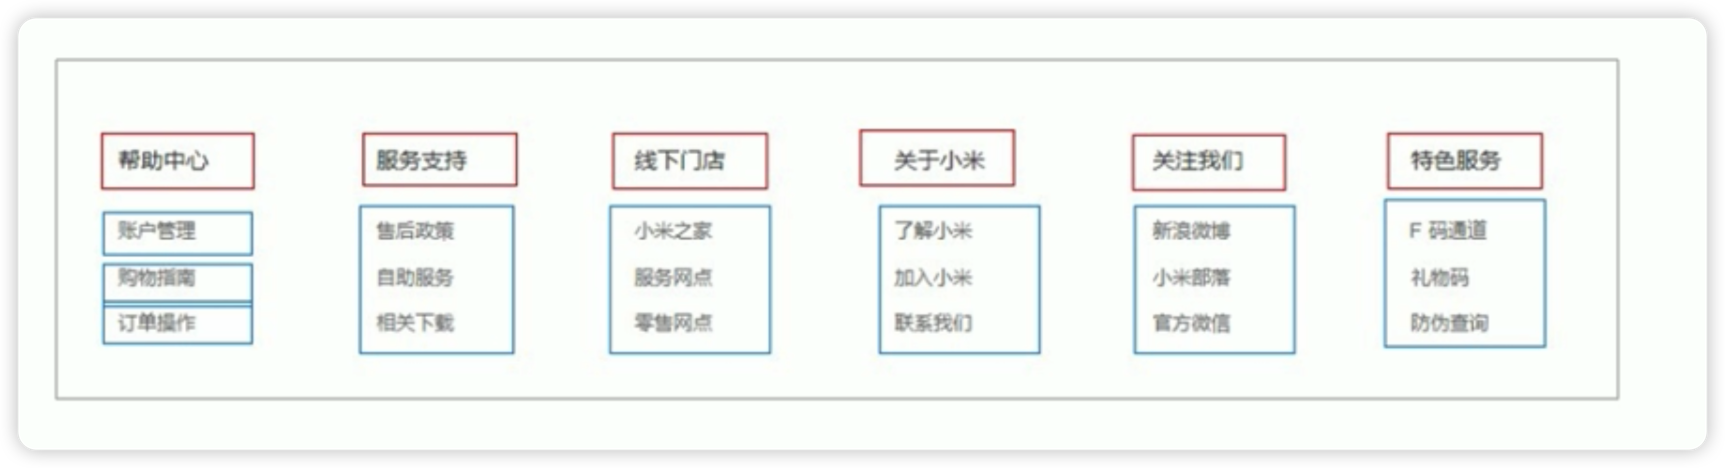 帮助中心 服务支持 线下门店 关于小米 关注我们 特色服务
账户管理 售后政策 小米之家 了解小米 新浪微博 F 码通道
购物指南 自助服务 服务网点 加入小米 小米部落 礼物码
订单操作 相关下载 零售网点 联系我们 官方微信 防伪查询